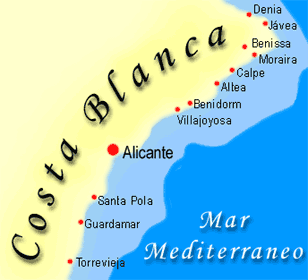 Denia
Jávea
Costa Blanca
Benissa
Moraira
Calpe
Altea
Benidorm
Villajoyosa
Alicante
Santa Pola
Guardamar
Mar
Mediterraneo
Torrevieja